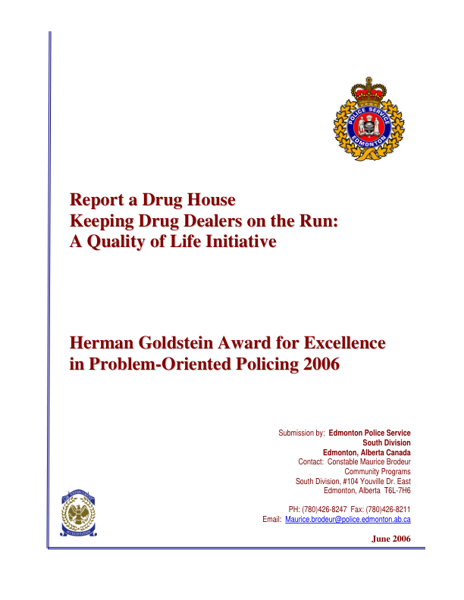 POLICE SERVICE
EDMONTON
Report a Drug House
Keeping Drug Dealers on the Run:
A Quality of Life Initiative
Herman Goldstein Award for Excellence
in Problem-Oriented Policing 2006
Submission by: Edmonton Police Service
South Division
Edmonton, Alberta Canada
Contact: Constable Maurice Brodeur
Community Programs
South Division, #104 Youville Dr. East
Edmonton, Alberta T6L-7H6
PH: (780)426-8247 Fax: (780)426-8211
Email: Maurice.brodeur@police.edmonton.ab.ca
June 2006